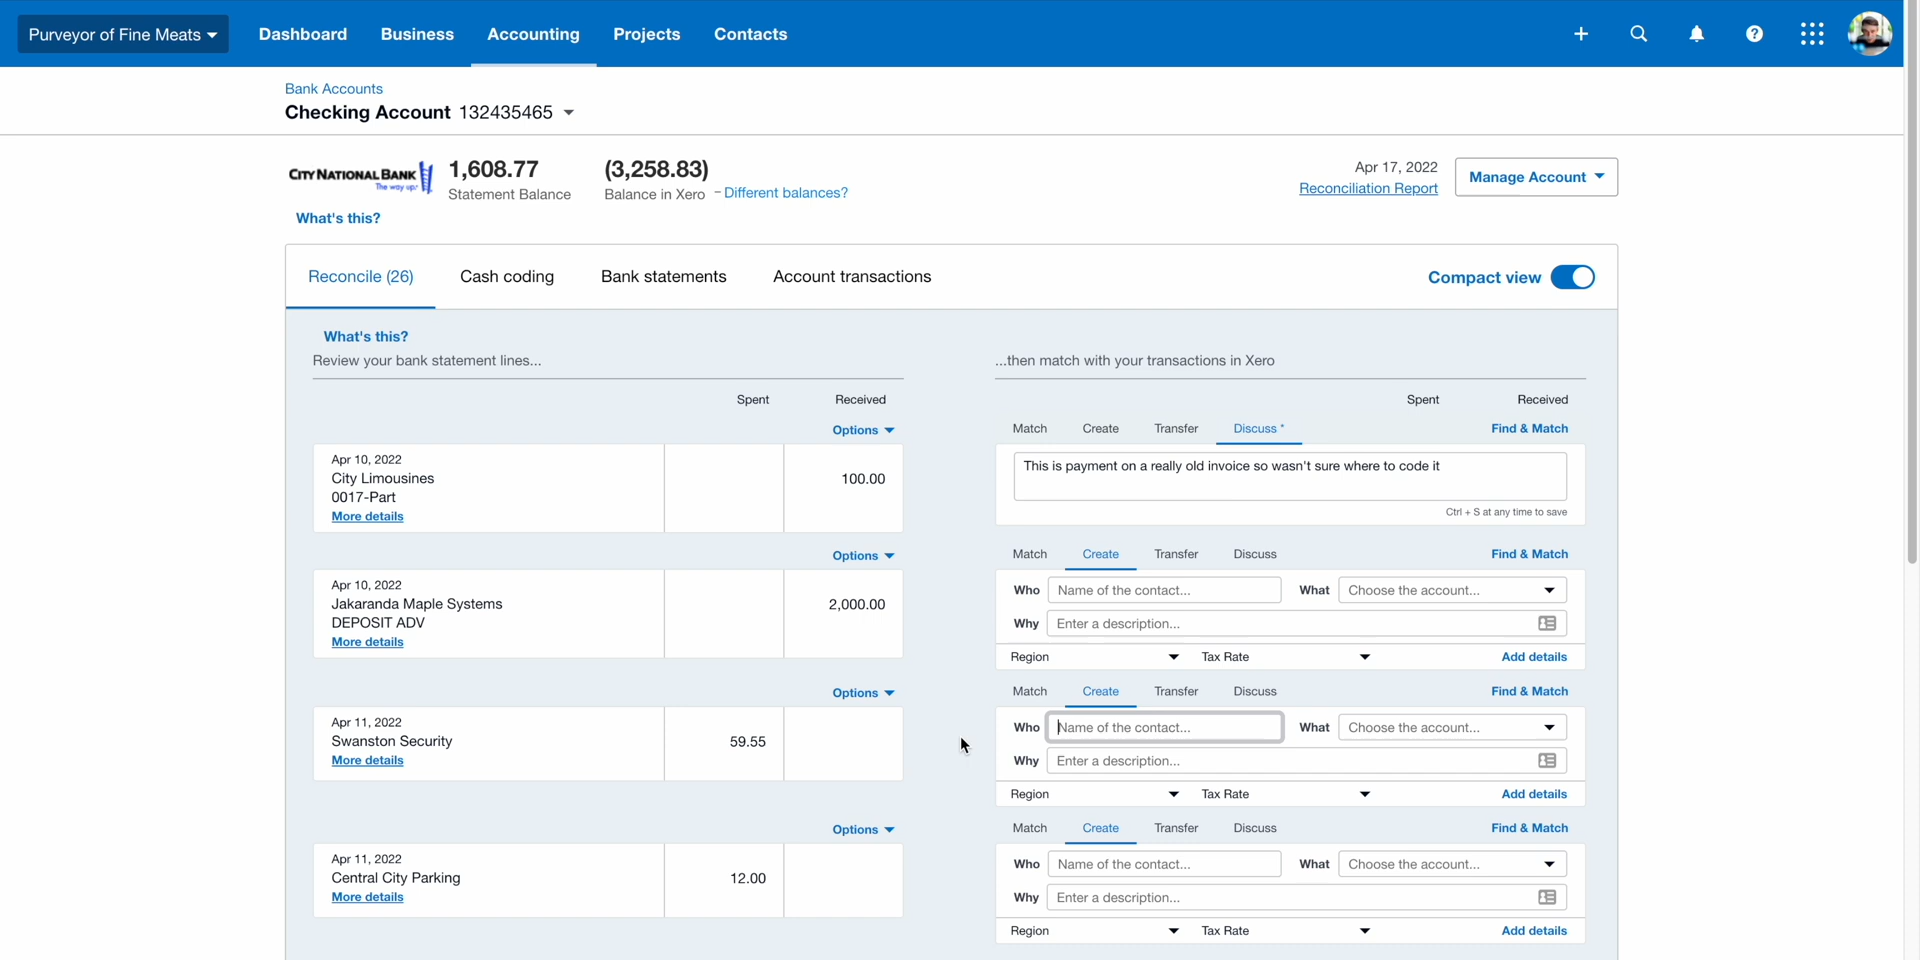 Purveyor of Fine Meats Dashboard Business Accounting Projects Contacts
Bank Accounts
Checking Account 132435465
CITY NATIONAL BANK
The way up.
1,608.77
Statement Balance
(3,258.83)
Balance in Xero - Different balances?
Apr 17, 2022
Reconciliation Report
Manage Account
What's this?
Reconcile (26) Cash coding Bank statements Account transactions Compact view
What's this?
Review your bank statement lines... ...then match with your transactions in Xero
Spent Received Spent Received
Options Match Create Transfer Discuss * Find & Match
Apr 10, 2022
City Limousines
0017-Part
More details
100.00
This is payment on a really old invoice so wasn't sure where to code it
Ctrl + S at any time to save
Options Match Create Transfer Discuss Find & Match
Apr 10, 2022
Jakaranda Maple Systems
DEPOSIT ADV
More details
2,000.00
Who Name of the contact... What Choose the account...
Why Enter a description...
Region Tax Rate Add details
Options Match Create Transfer Discuss Find & Match
Apr 11, 2022
Swanston Security
More details
59.55
Who Name of the contact... What Choose the account...
Why Enter a description...
Region Tax Rate Add details
Options Match Create Transfer Discuss Find & Match
Apr 11, 2022
Central City Parking
More details
12.00
Who Name of the contact... What Choose the account...
Why Enter a description...
Region Tax Rate Add details